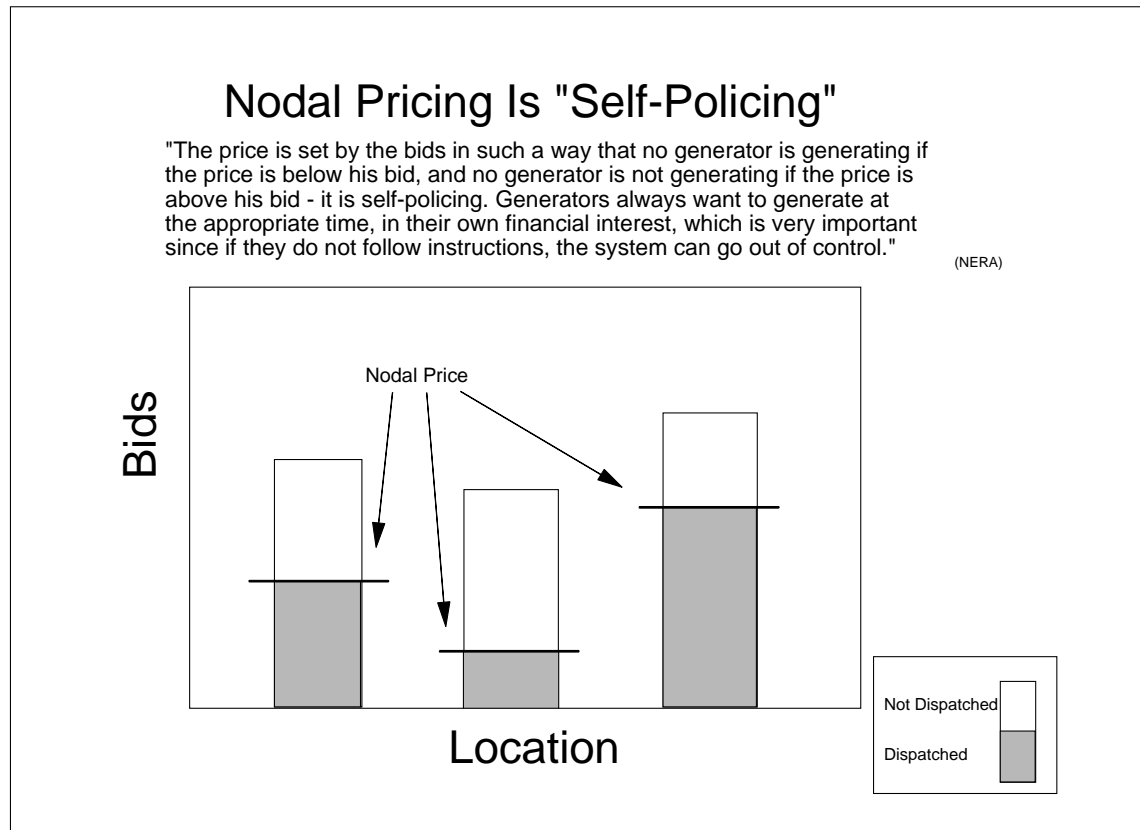 Nodal Pricing Is "Self-Policing"
"The price is set by the bids in such a way that no generator is generating if
the price is below his bid, and no generator is not generating if the price is
above his bid - it is self-policing. Generators always want to generate at
the appropriate time, in their own financial interest, which is very important
since if they do not follow instructions, the system can go out of control."
(NERA)
Nodal Price
Bids
Location
Not Dispatched
Dispatched